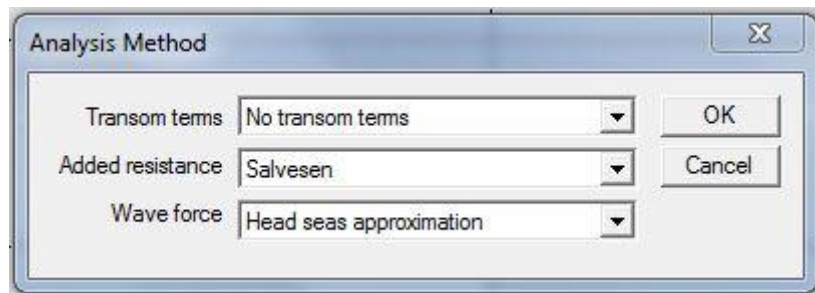 Analysis Method
Transom terms No transom terms OK
Added resistance Salvesen Cancel
Wave force Head seas approximation